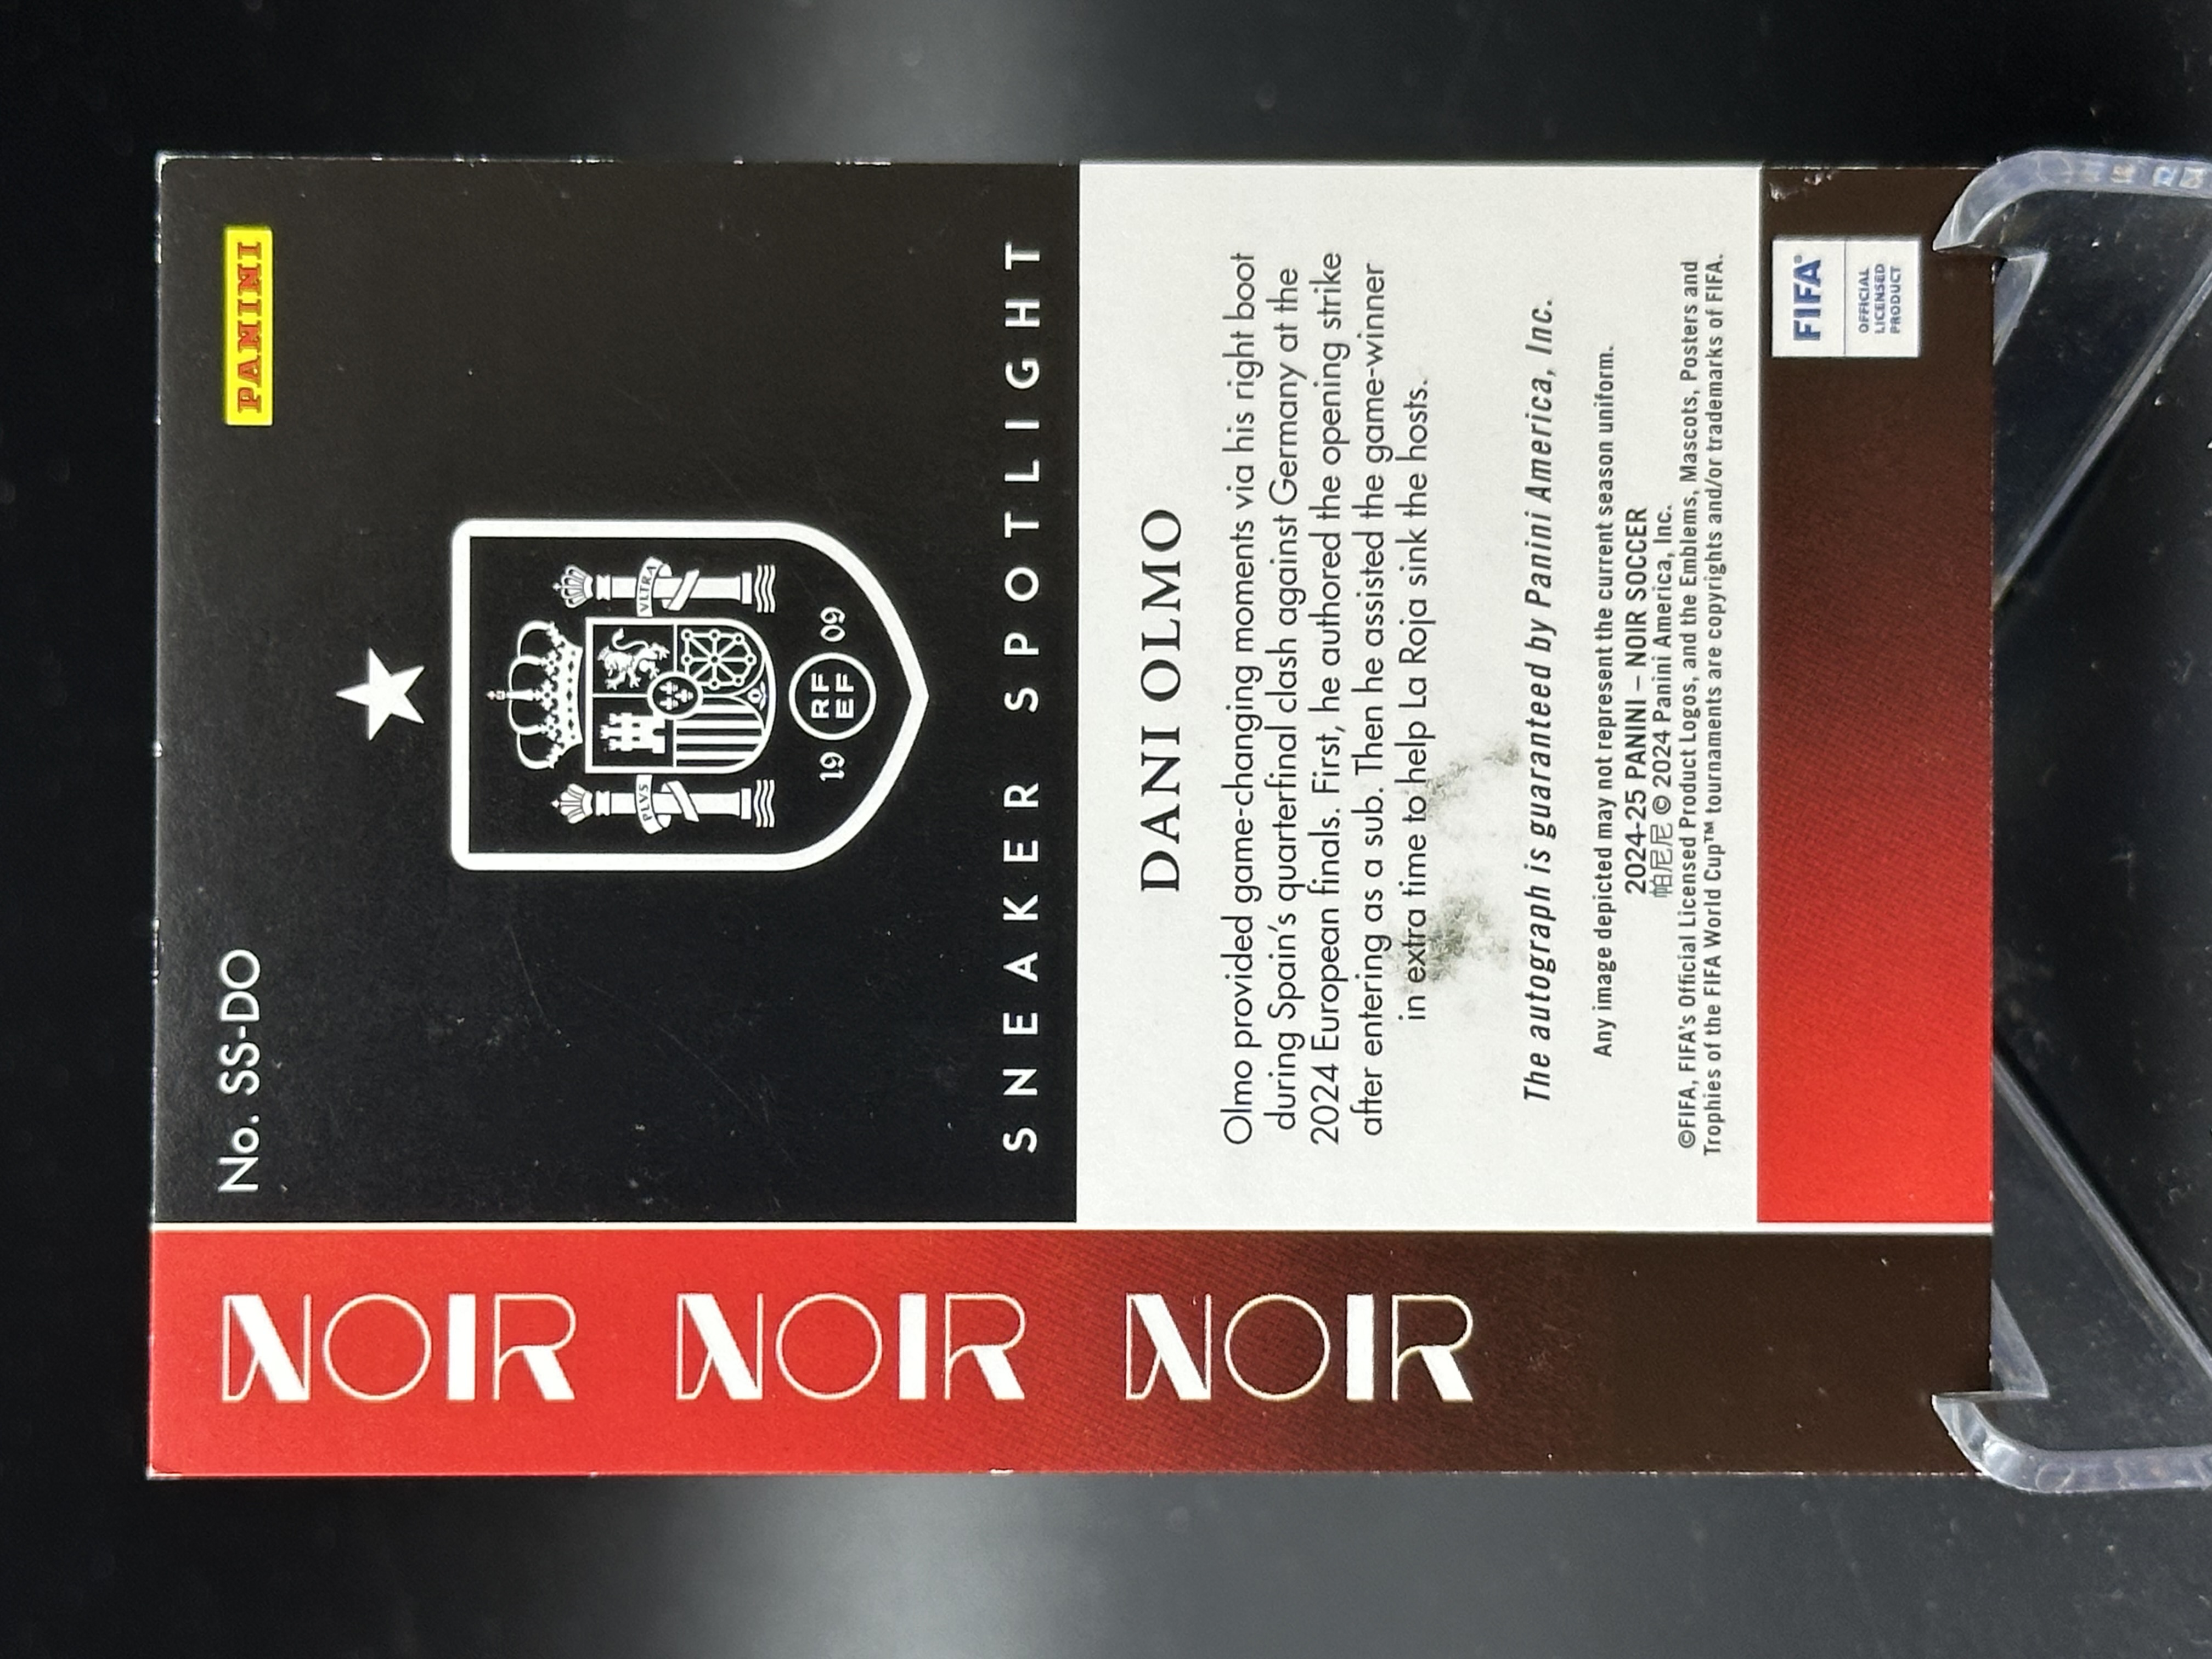 No. SS-DO
PANINI
PLVS
VLTRA
19 RF EF 09
SNEAKER SPOTLIGHT
DANI OLMO
Olmo provided game-changing moments via his right boot
during Spain's quarterfinal clash against Germany at the
2024 European finals. First, he authored the opening strike
after entering as a sub. Then he assisted the game-winner
in extra time to help La Roja sink the hosts.
The autograph is guaranteed by Panini America, Inc.
Any image depicted may not represent the current season uniform.
2024-25 PANINI – NOIR SOCCER
帕尼尼 © 2024 Panini America, Inc.
©FIFA, FIFA's Official Licensed Product Logos, and the Emblems, Mascots, Posters and
Trophies of the FIFA World Cup™ tournaments are copyrights and/or trademarks of FIFA.
FIFA®
OFFICIAL
LICENSED
PRODUCT
NOIR NOIR NOIR